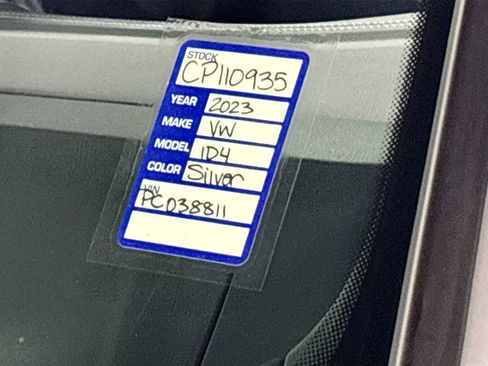 STOCK
CP110935
YEAR 2023
MAKE VW
MODEL ID4
COLOR Silver
VIN
PC038811